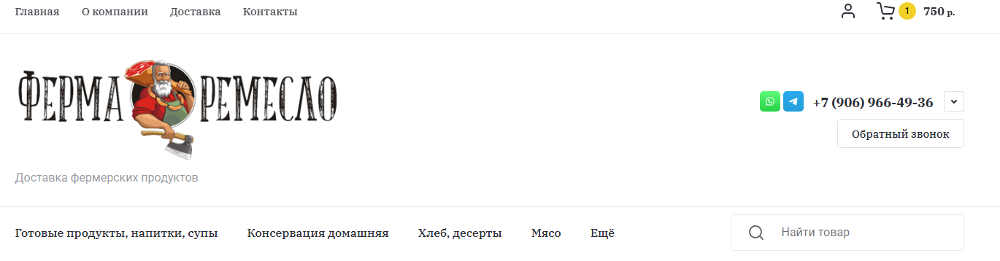 Главная О компании Доставка Контакты 1 750 р.
ФЕРМА РЕМЕСЛО
+7 (906) 966-49-36
Обратный звонок
Доставка фермерских продуктов
Готовые продукты, напитки, супы Консервация домашняя Хлеб, десерты Мясо Ещё Найти товар